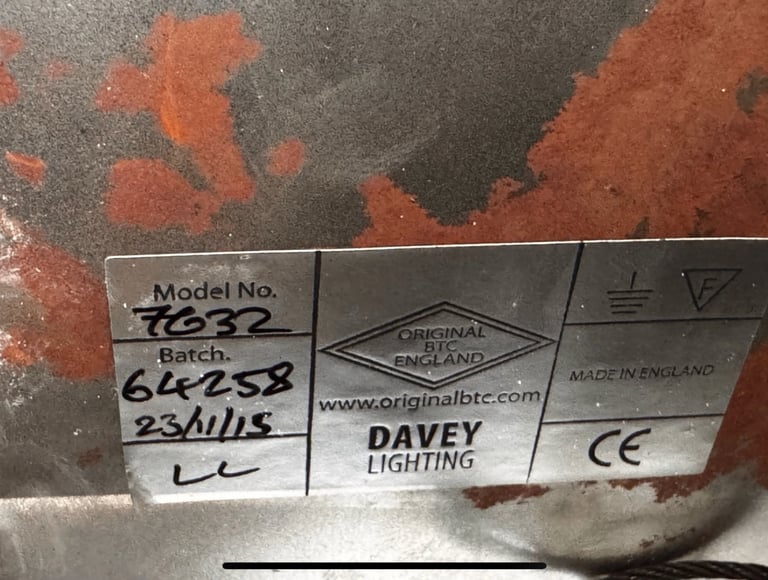 Model No.
7632
Batch.
64258
23/11/15
LL
ORIGINAL
BTC
ENGLAND
www.originalbtc.com
DAVEY
LIGHTING
F
MADE IN ENGLAND
CE